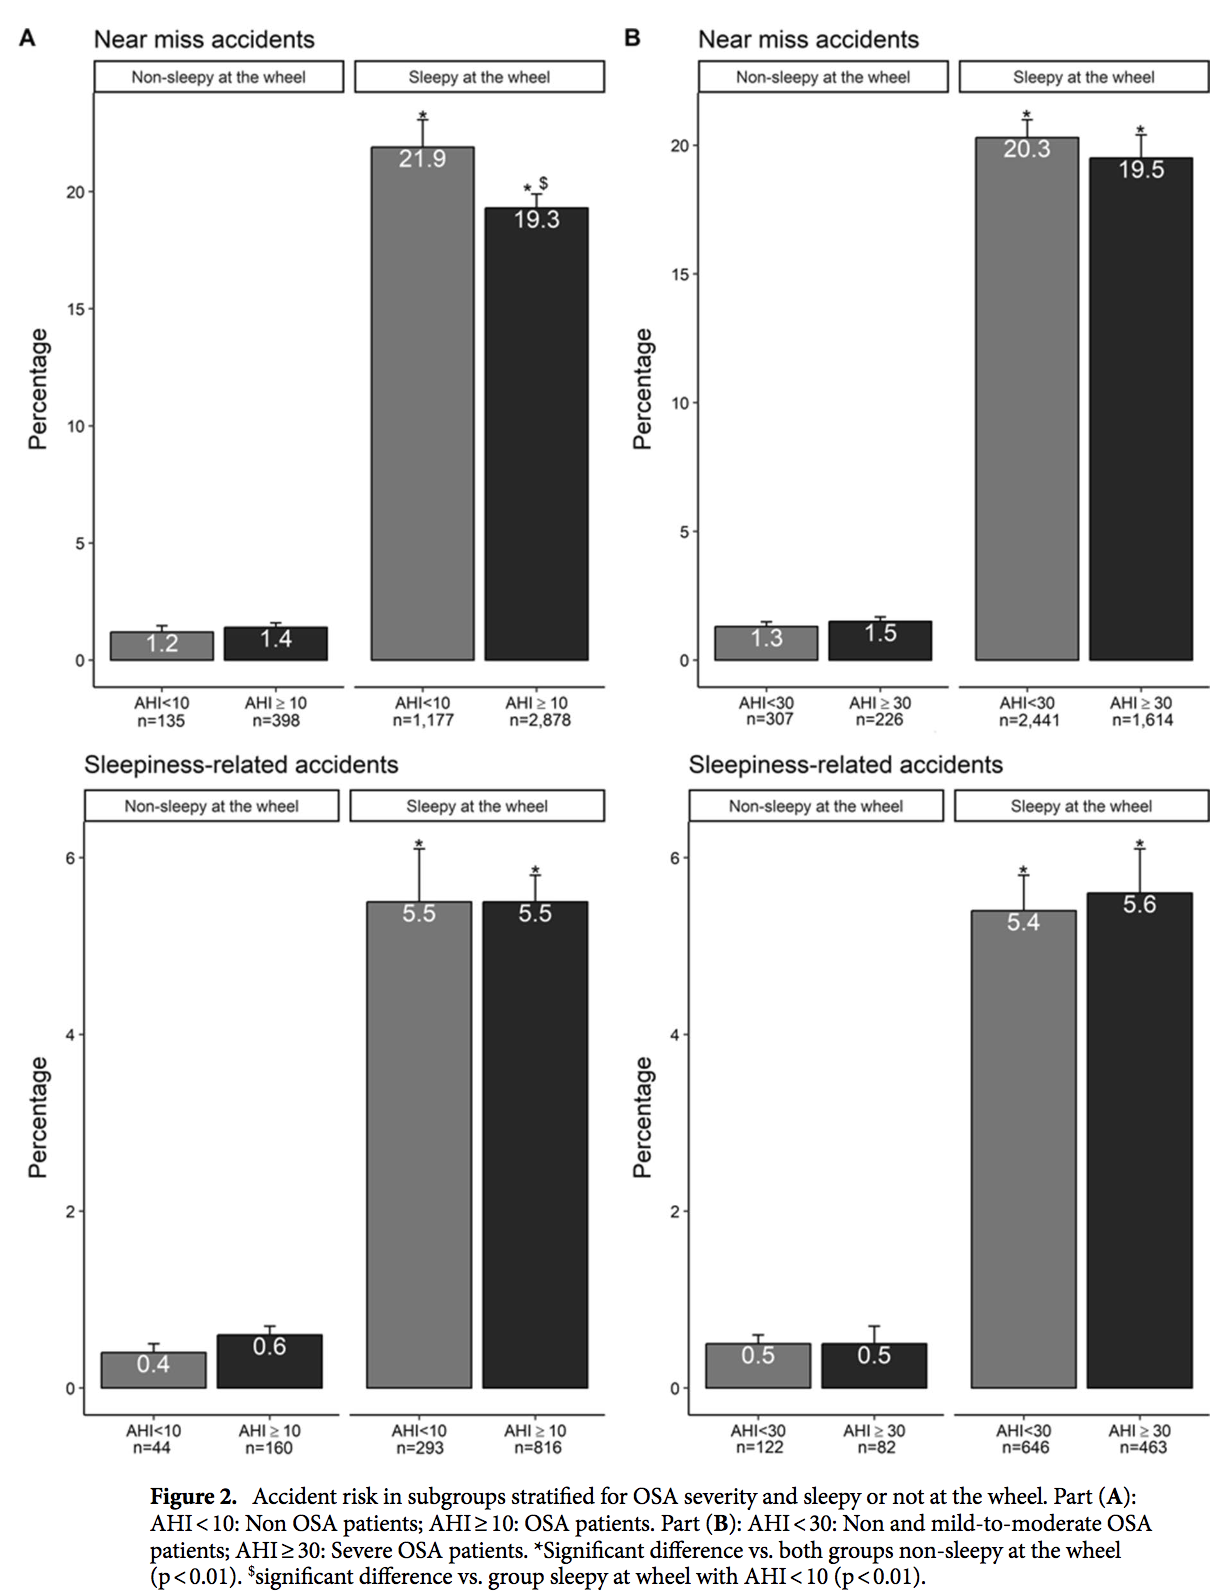 A
Near miss accidents
Non-sleepy at the wheel
Sleepy at the wheel
Percentage
20
15
10
5
0
*
21.9
* $
19.3
1.2
1.4
AHI<10
n=135
AHI ≥ 10
n=398
AHI<10
n=1,177
AHI ≥ 10
n=2,878
B
Near miss accidents
Non-sleepy at the wheel
Sleepy at the wheel
Percentage
20
15
10
5
0
*
20.3
*
19.5
1.3
1.5
AHI<30
n=307
AHI ≥ 30
n=226
AHI<30
n=2,441
AHI ≥ 30
n=1,614
Sleepiness-related accidents
Non-sleepy at the wheel
Sleepy at the wheel
Percentage
6
4
2
0
*
5.5
*
5.5
0.4
0.6
AHI<10
n=44
AHI ≥ 10
n=160
AHI<10
n=293
AHI ≥ 10
n=816
Sleepiness-related accidents
Non-sleepy at the wheel
Sleepy at the wheel
Percentage
6
4
2
0
*
5.4
*
5.6
0.5
0.5
AHI<30
n=122
AHI ≥ 30
n=82
AHI<30
n=646
AHI ≥ 30
n=463
Figure 2. Accident risk in subgroups stratified for OSA severity and sleepy or not at the wheel. Part (A):
AHI < 10: Non OSA patients; AHI ≥ 10: OSA patients. Part (B): AHI < 30: Non and mild-to-moderate OSA
patients; AHI ≥ 30: Severe OSA patients. *Significant difference vs. both groups non-sleepy at the wheel
(p < 0.01). $significant difference vs. group sleepy at wheel with AHI < 10 (p < 0.01).